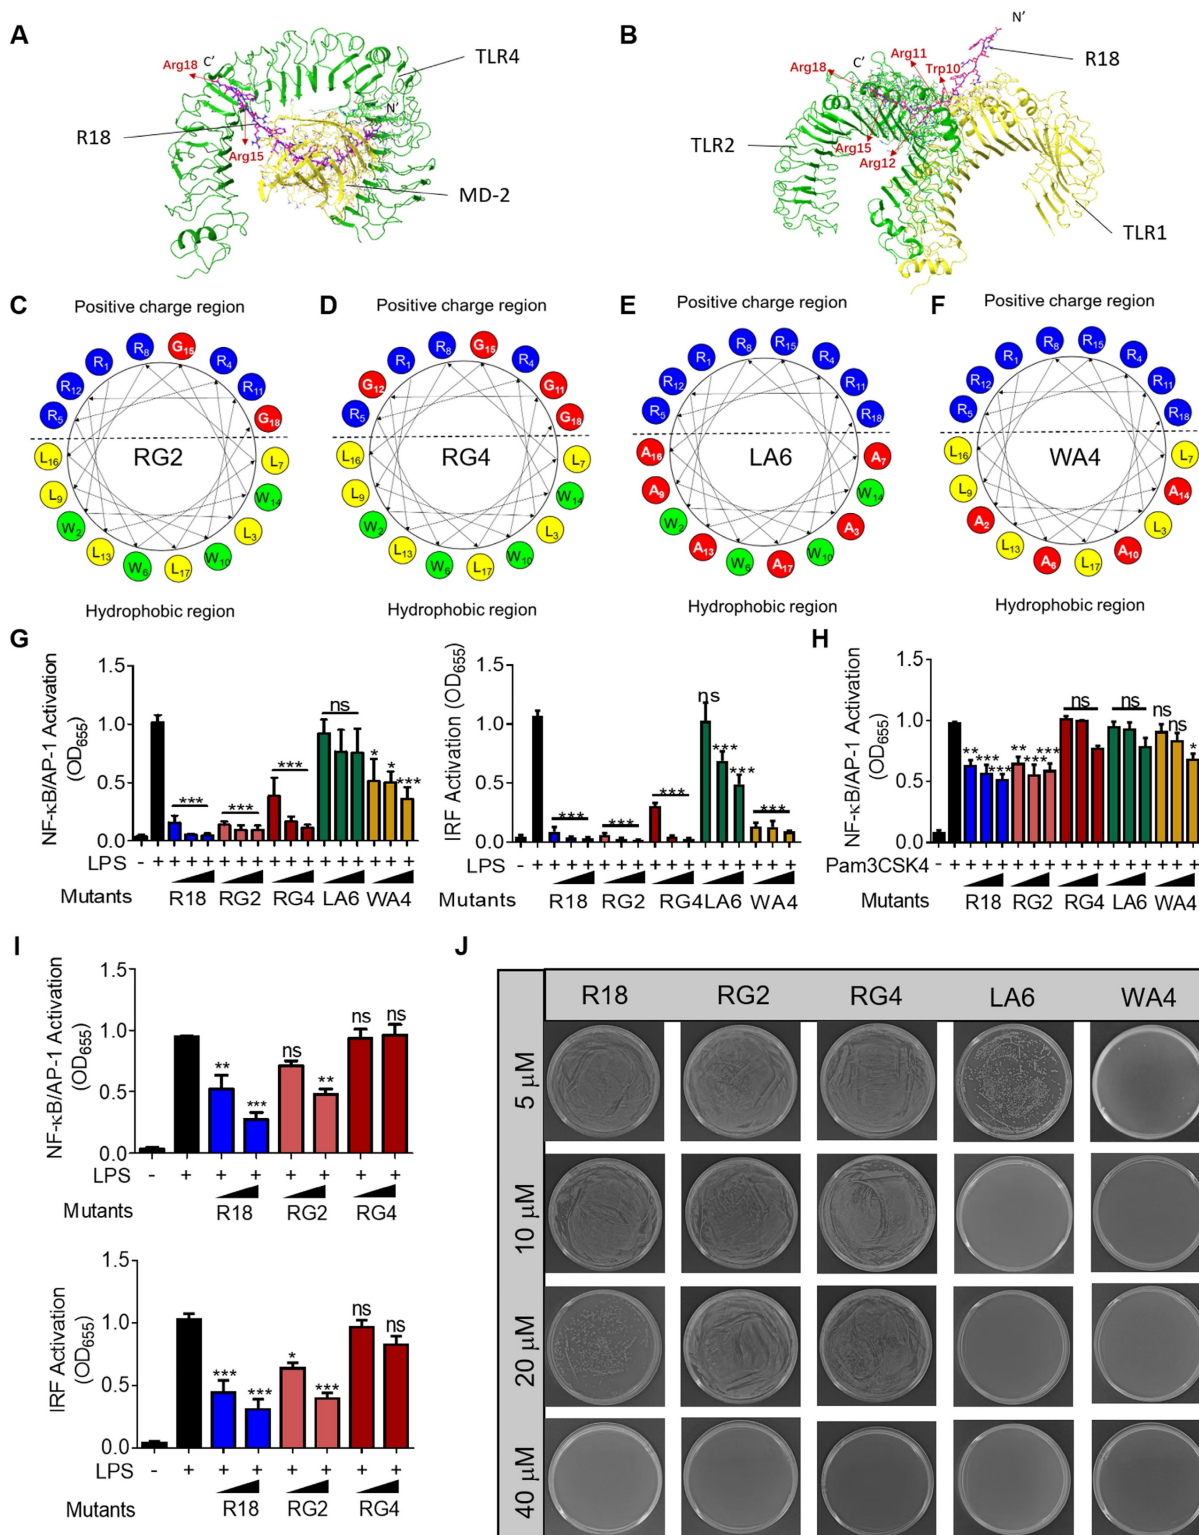 A
Arg18
C'
TLR4
N'
R18
Arg15
MD-2
B
N'
Arg11
R18
Arg18
C'
Trp10
TLR2
Arg15
Arg12
TLR1
C
Positive charge region
R8
G15
R1
R4
R12
R11
R5
G18
L16
RG2
L7
L9
W14
W2
L3
L13
W10
W6
L17
Hydrophobic region
D
Positive charge region
R8
G15
R1
R4
G12
G11
R5
G18
L16
RG4
L7
L9
W14
W2
L3
L13
W10
W6
L17
Hydrophobic region
E
Positive charge region
R8
R15
R1
R4
R12
R11
R5
R18
A16
LA6
A7
A9
W14
W2
A3
A13
W10
W6
A17
Hydrophobic region
F
Positive charge region
R8
R15
R1
R4
R12
R11
R5
R18
L16
WA4
L7
L9
A14
A2
L3
L13
A10
A6
L17
Hydrophobic region
G
NF-κB/AP-1 Activation
(OD655)
1.5
1.0
0.5
0.0
*** *** *** ns * * ***
LPS - + + + + + + + + + + + + + + +
Mutants R18 RG2 RG4 LA6 WA4
IRF Activation (OD655)
1.5
1.0
0.5
0.0
*** *** *** ns *** *** ***
LPS - + + + + + + + + + + + + + + +
Mutants R18 RG2 RG4 LA6 WA4
H
NF-κB/AP-1 Activation
(OD655)
1.5
1.0
0.5
0.0
** *** *** ** *** *** ns ns ns ns *
Pam3CSK4 - + + + + + + + + + + + + + + +
Mutants R18 RG2 RG4 LA6 WA4
I
NF-κB/AP-1 Activation
(OD655)
1.5
1.0
0.5
0.0
** *** ns ** ns ns
LPS - + + + + + + +
Mutants R18 RG2 RG4
IRF Activation
(OD655)
1.5
1.0
0.5
0.0
*** *** * *** ns ns
LPS - + + + + + + +
Mutants R18 RG2 RG4
J
R18 RG2 RG4 LA6 WA4
5 μM
10 μM
20 μM
40 μM